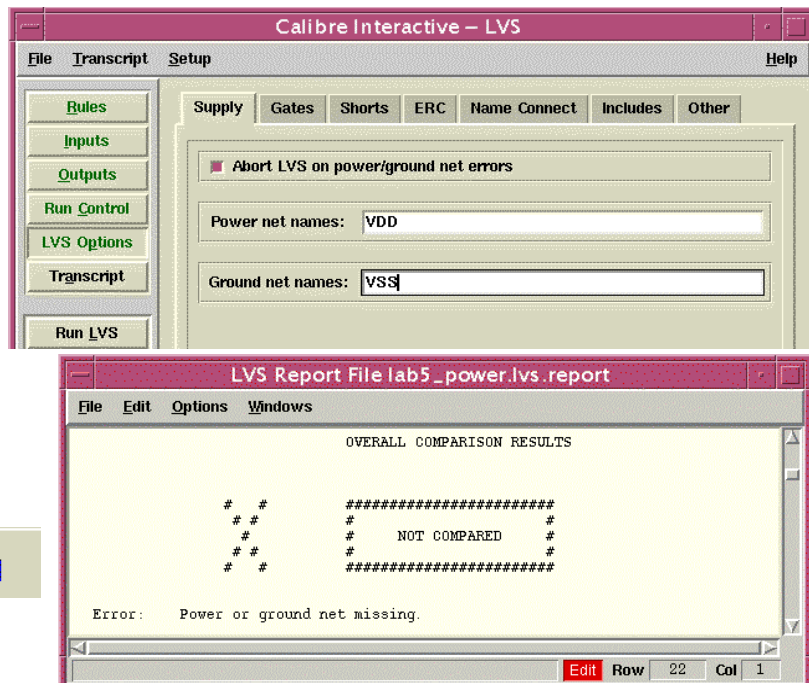 Calibre Interactive – LVS
File Transcript Setup Help
Rules
Inputs
Outputs
Run Control
LVS Options
Transcript
Run LVS
Supply Gates Shorts ERC Name Connect Includes Other
Abort LVS on power/ground net errors
Power net names: VDD
Ground net names: VSS
LVS Report File lab5_power.lvs.report
File Edit Options Windows
OVERALL COMPARISON RESULTS
#   #   ########################
# #   #   #
#   #   NOT COMPARED   #
# #   #   #
#   #   ########################
Error: Power or ground net missing.
Edit Row 22 Col 1